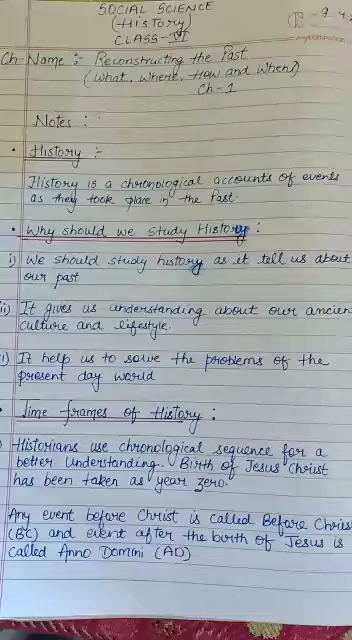 SOCIAL SCIENCE
(History)
CLASS-VI
Ch-Name :- Reconstructing the Past
(What, Where, How and When?)
Ch-1
Notes :
• History :-
History is a chronological accounts of events
as they took place in the Past.
• Why should we study History :
i) We should study history as it tell us about
our past
ii) It gives us understanding about our ancient
culture and lifestyle.
It help us to solve the problems of the
present day world
• Time frames of History :
Historians use chronological sequence for a
better understanding. Birth of Jesus Christ
has been taken as year zero.
Any event before Christ is called Before Christ
(BC) and event after the birth of Jesus is
called Anno Domini (AD)